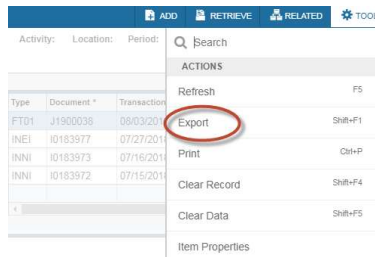 ADD RETRIEVE RELATED TOO
Activity: Location: Period:
Search
ACTIONS
Refresh F5
Export Shift+F1
Print Ctrl+P
Clear Record Shift+F4
Clear Data Shift+F5
Item Properties
Type Document * Transaction
FT01 J1900038 08/03/201
INEI I0183977 07/27/201
INNI I0183973 07/16/201
INNI I0183972 07/15/201